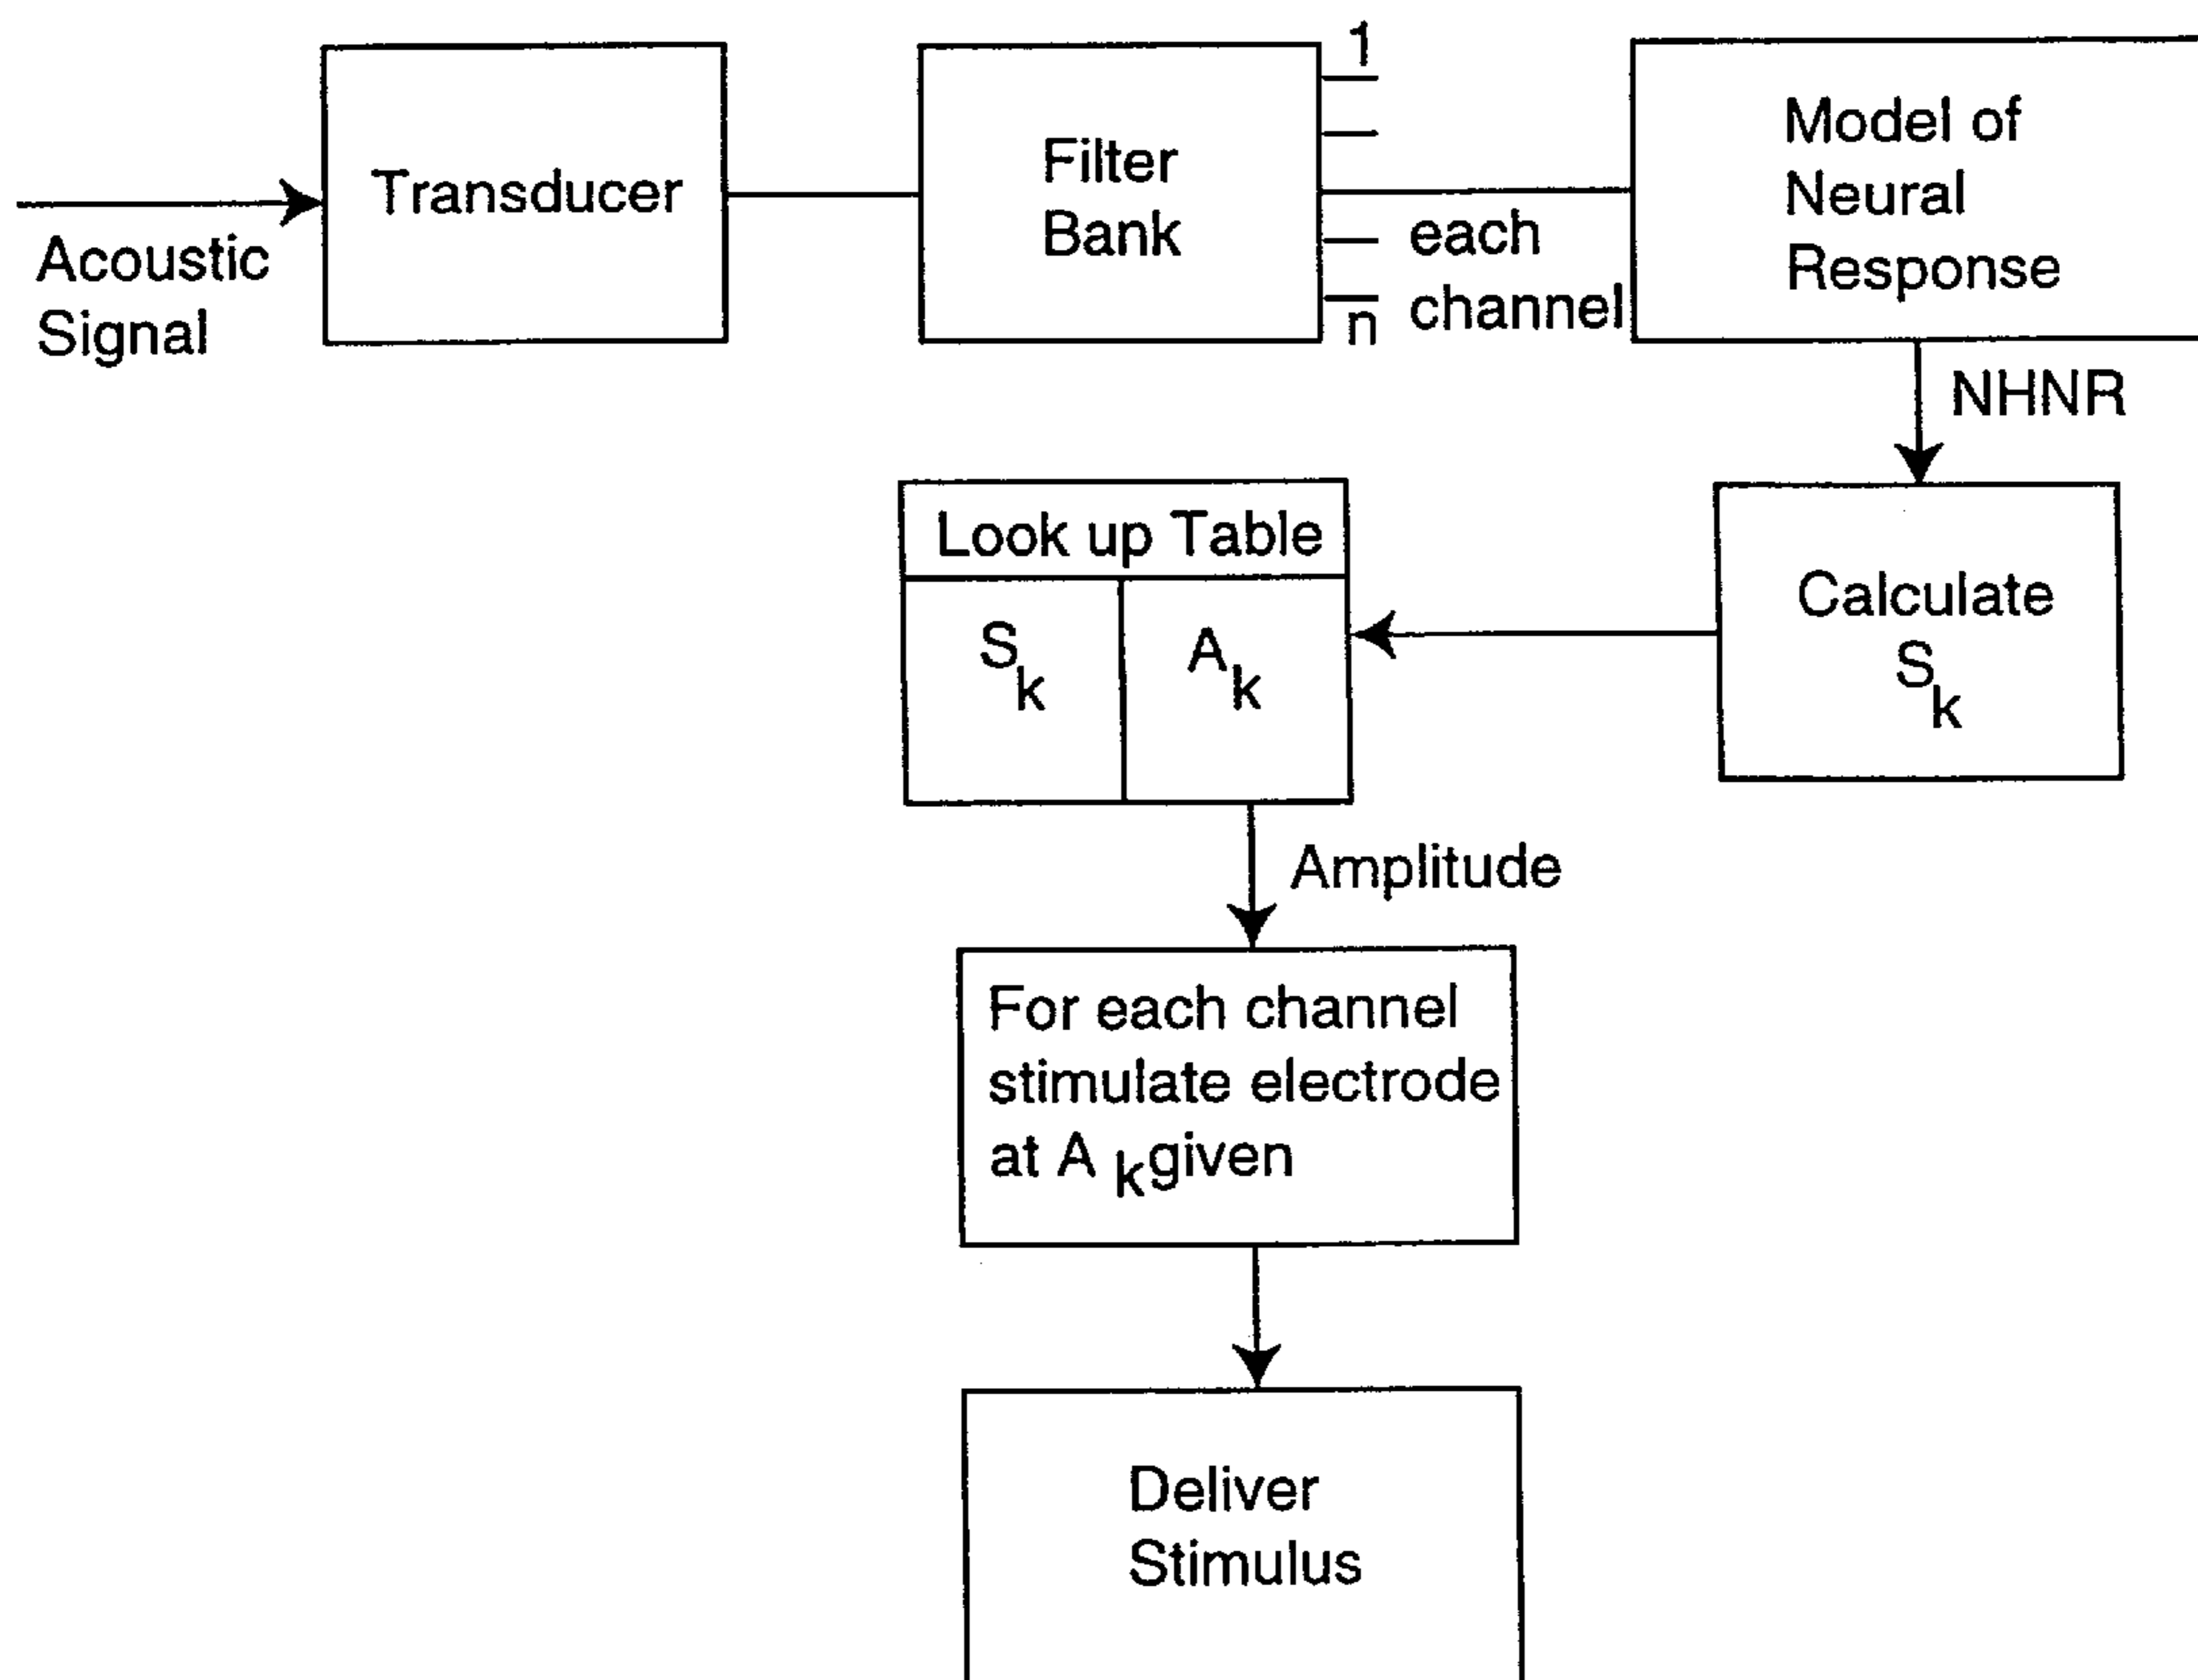 Acoustic
Signal
Transducer
Filter
Bank
1
n
each
channel
Model of
Neural
Response
NHNR
Calculate
S k
Look up Table
S k
A k
Amplitude
For each channel
stimulate electrode
at A k given
Deliver
Stimulus